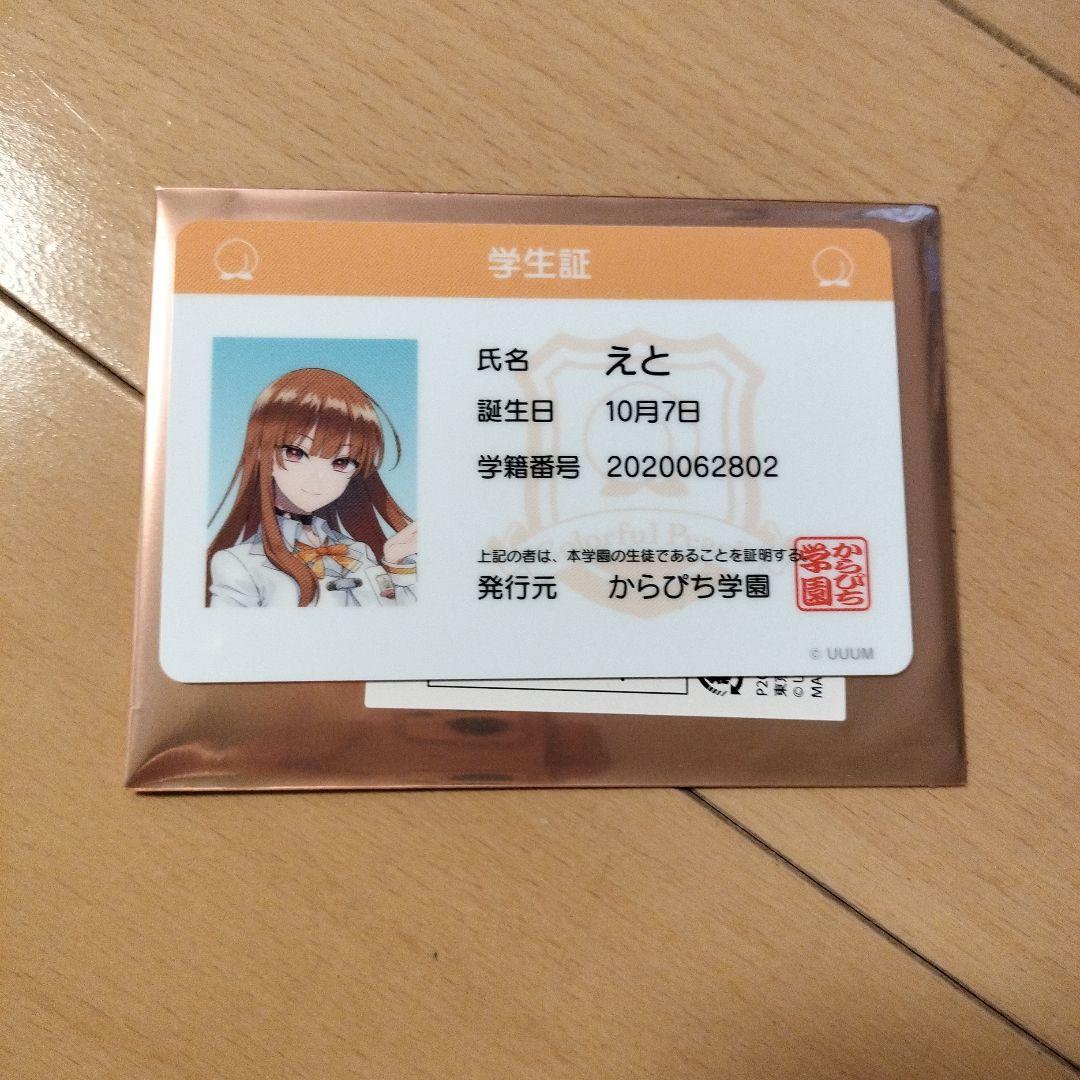 学生証
氏名 えと
誕生日 10月7日
学籍番号 2020062802
Colorful
上記の者は、本学園の生徒であることを証明する。
発行元 からぴち学園
からぴち
学園
© UUUM